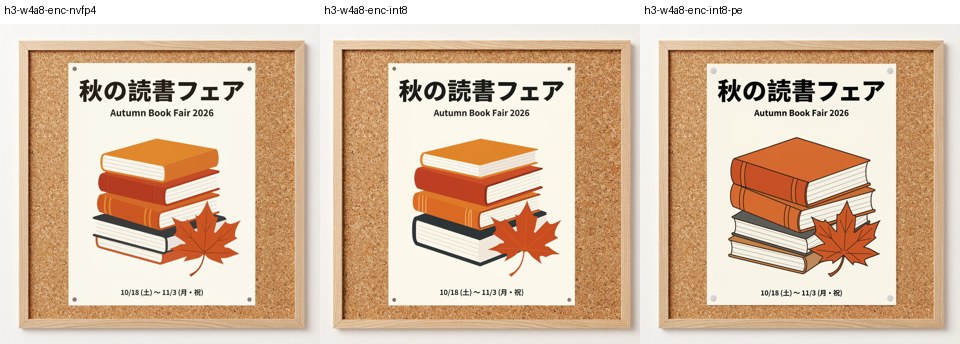 h3-w4a8-enc-nvfp4
h3-w4a8-enc-int8
h3-w4a8-enc-int8-pe
秋の読書フェア
Autumn Book Fair 2026
10/18 (土) 〜 11/3 (月・祝)
秋の読書フェア
Autumn Book Fair 2026
10/18 (土) 〜 11/3 (月・祝)
秋の読書フェア
Autumn Book Fair 2026
10/18 (土) 〜 11/3 (月・祝)